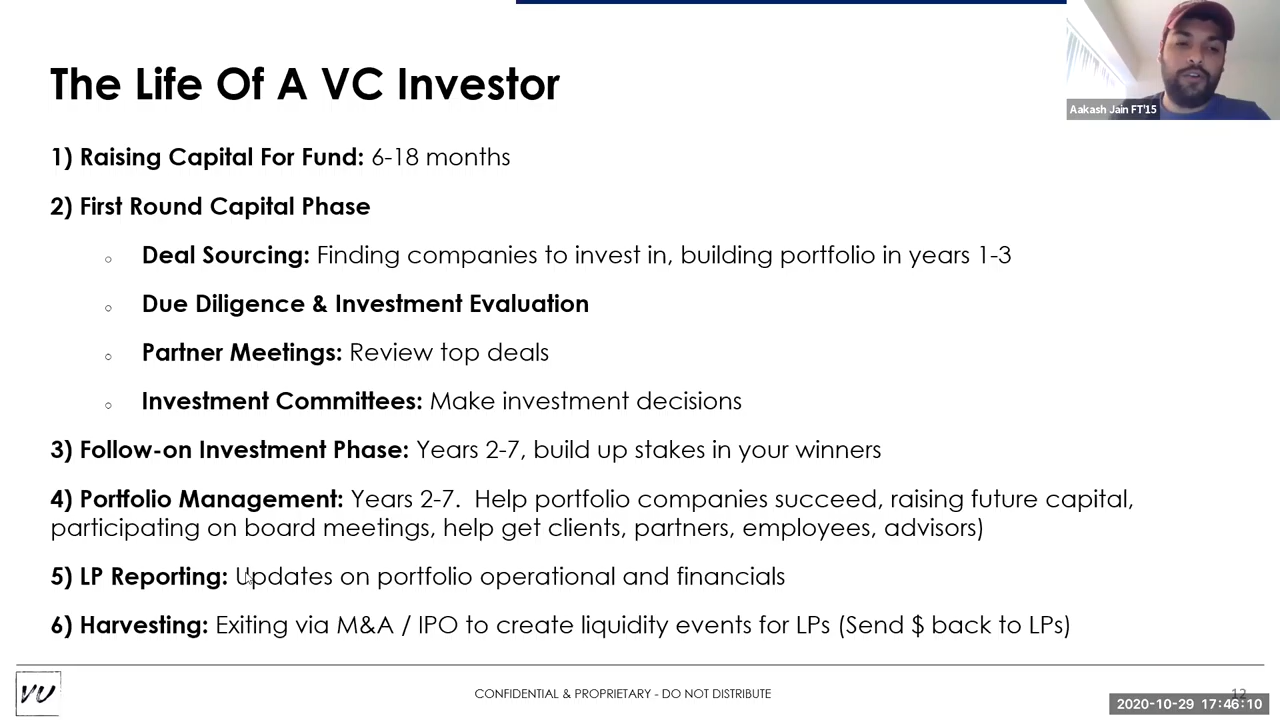 The Life Of A VC Investor
Aakash Jain FT'15
1) Raising Capital For Fund: 6-18 months
2) First Round Capital Phase
○ Deal Sourcing: Finding companies to invest in, building portfolio in years 1-3
○ Due Diligence & Investment Evaluation
○ Partner Meetings: Review top deals
○ Investment Committees: Make investment decisions
3) Follow-on Investment Phase: Years 2-7, build up stakes in your winners
4) Portfolio Management: Years 2-7.  Help portfolio companies succeed, raising future capital,
participating on board meetings, help get clients, partners, employees, advisors)
5) LP Reporting: Updates on portfolio operational and financials
6) Harvesting: Exiting via M&A / IPO to create liquidity events for LPs (Send $ back to LPs)
VU
CONFIDENTIAL & PROPRIETARY - DO NOT DISTRIBUTE
12
2020-10-29 17:46:10